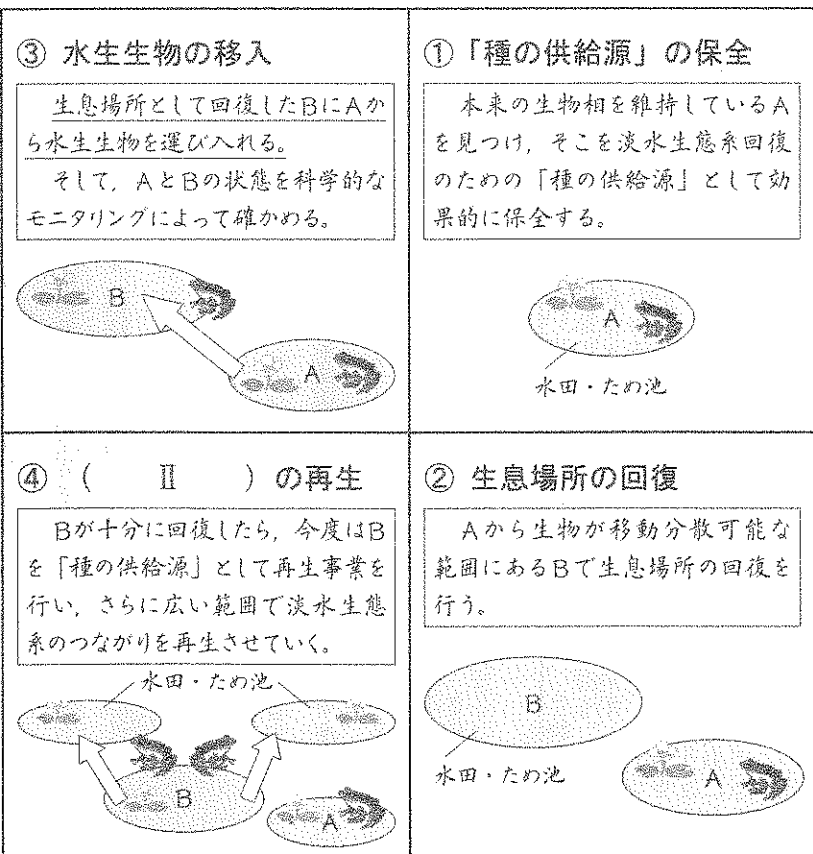 ①「種の供給源」の保全
本来の生物相を維持しているA
を見つけ，そこを淡水生態系回復
のための「種の供給源」として効
果的に保全する。
A
水田・ため池
② 生息場所の回復
Aから生物が移動分散可能な
範囲にあるBで生息場所の回復を
行う。
B
水田・ため池
A
③ 水生生物の移入
生息場所として回復したBにAか
ら水生生物を運び入れる。
そして，AとBの状態を科学的な
モニタリングによって確かめる。
B
A
④（ Ⅱ ）の再生
Bが十分に回復したら，今度はB
を「種の供給源」として再生事業を
行い，さらに広い範囲で淡水生態
系のつながりを再生させていく。
水田・ため池
B
A